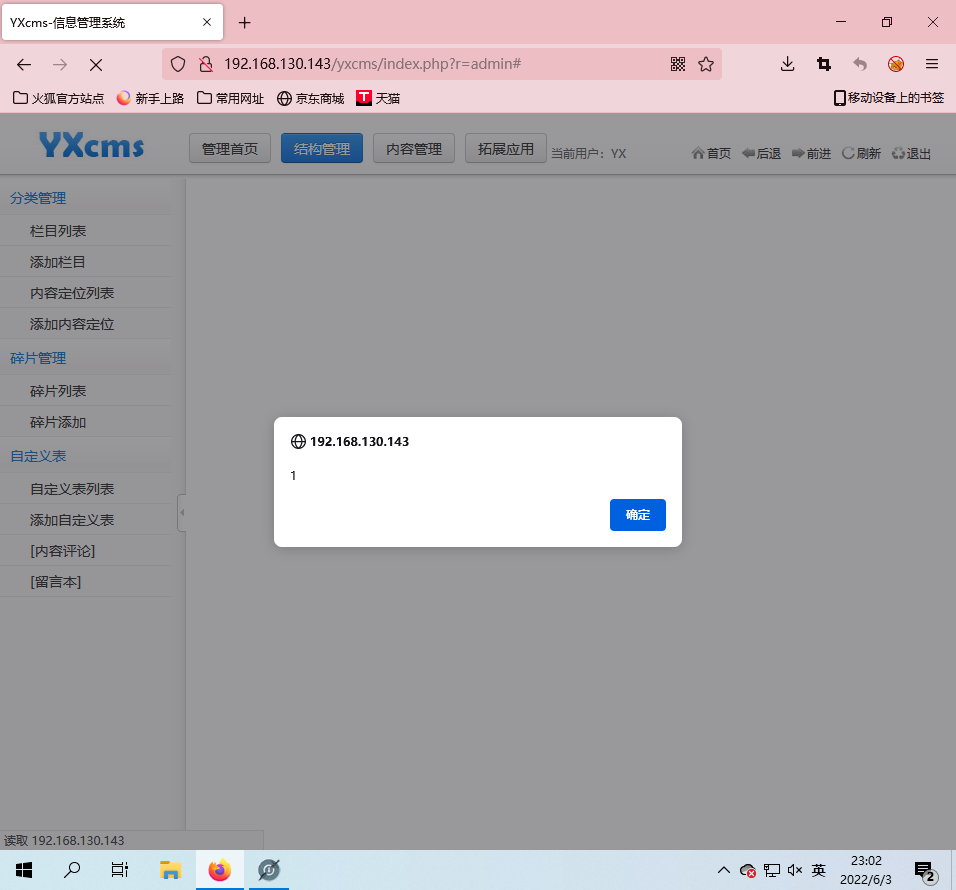 YXcms-信息管理系统
192.168.130.143/yxcms/index.php?r=admin#
火狐官方站点 新手上路 常用网址 京东商城 天猫 移动设备上的书签
YXcms 管理首页 结构管理 内容管理 拓展应用 当前用户：YX 首页 后退 前进 刷新 退出
分类管理
栏目列表
添加栏目
内容定位列表
添加内容定位
碎片管理
碎片列表
碎片添加
自定义表
自定义表列表
添加自定义表
[内容评论]
[留言本]
192.168.130.143
1
确定
读取 192.168.130.143
英 23:02
2022/6/3
2